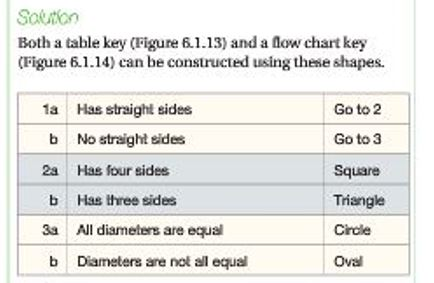 Solution
Both a table key (Figure 6.1.13) and a flow chart key
(Figure 6.1.14) can be constructed using these shapes.
1a Has straight sides Go to 2
b No straight sides Go to 3
2a Has four sides Square
b Has three sides Triangle
3a All diameters are equal Circle
b Diameters are not all equal Oval